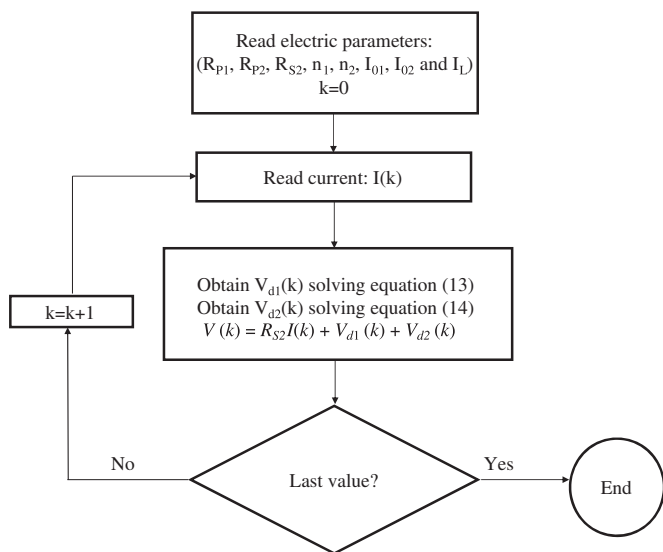 Read electric parameters:
(R_P1, R_P2, R_S2, n_1, n_2, I_01, I_02 and I_L)
k=0
Read current: I(k)
Obtain V_d1(k) solving equation (13)
Obtain V_d2(k) solving equation (14)
V (k) = R_S2I(k) + V_d1 (k) + V_d2 (k)
k=k+1
Last value?
No
Yes
End